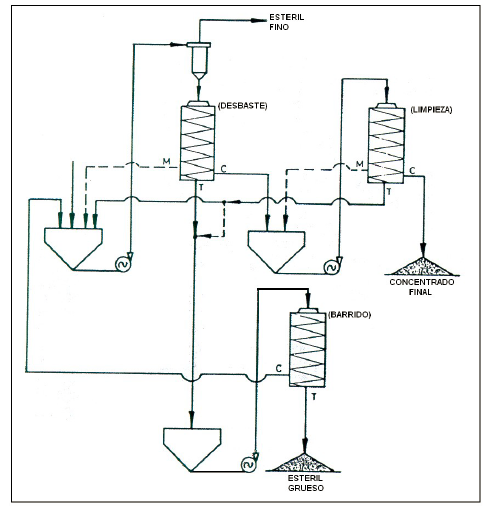 ESTERIL
FINO
(DESBASTE)
(LIMPIEZA)
M
C
M
C
T
T
CONCENTRADO
FINAL
(BARRIDO)
C
T
ESTERIL
GRUESO